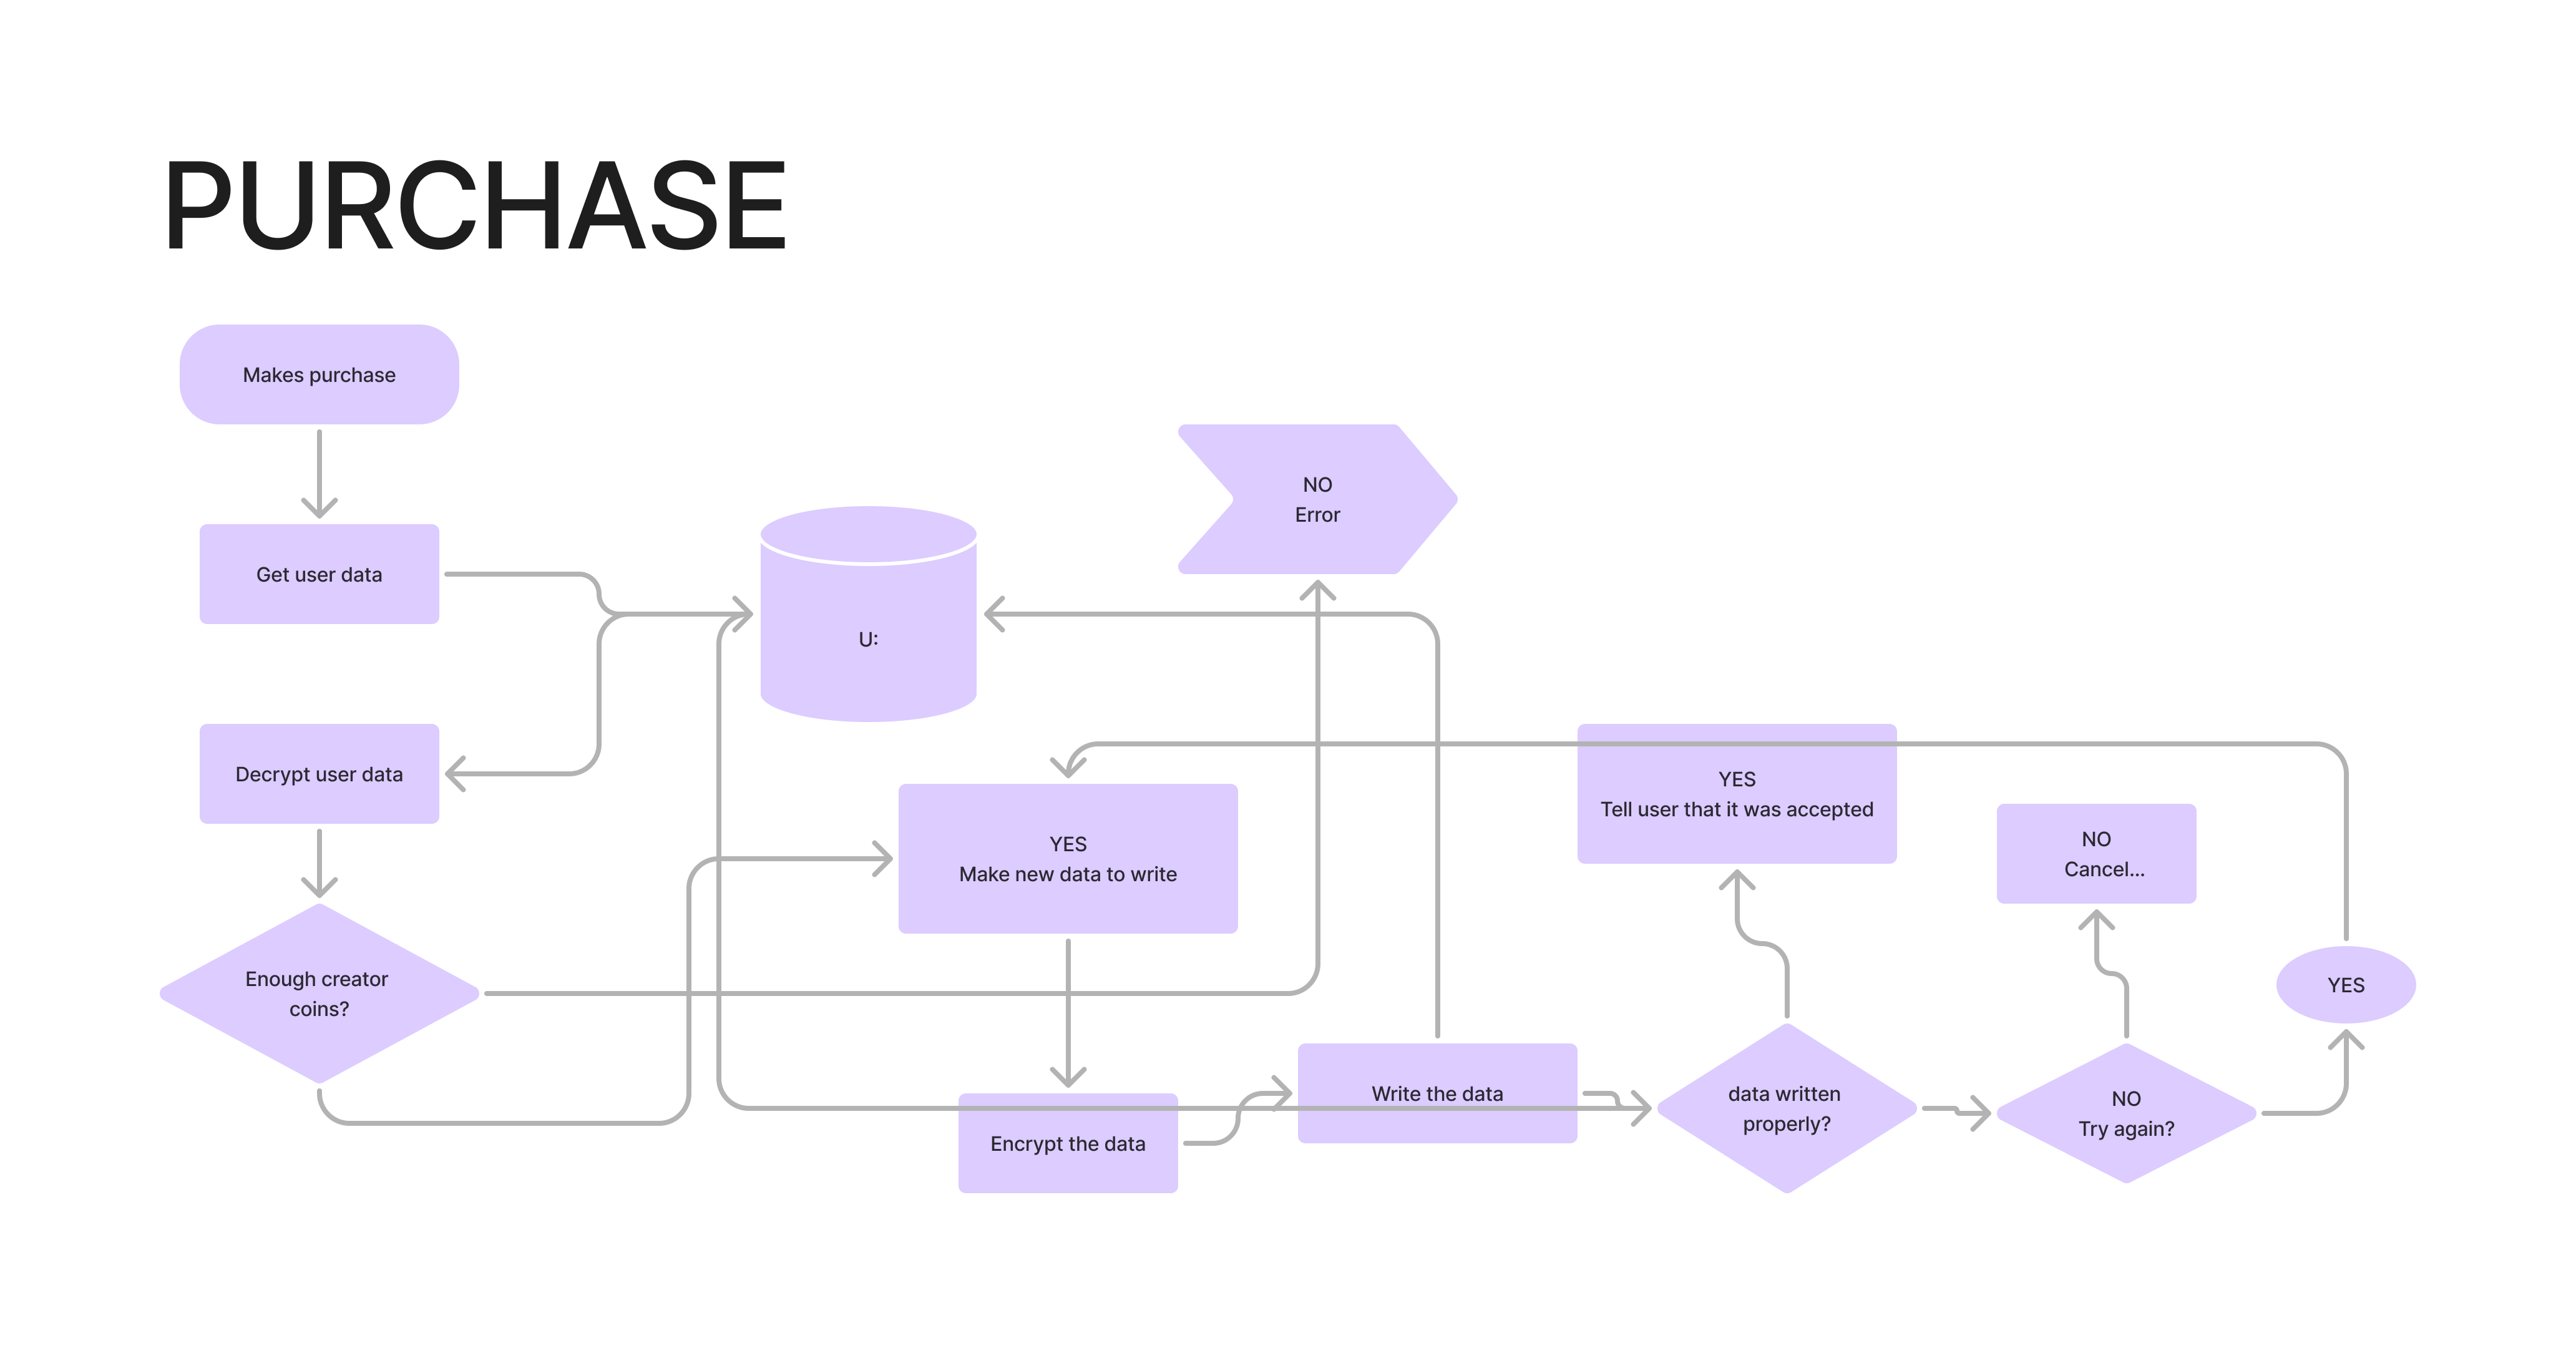 PURCHASE
Makes purchase
Get user data
Decrypt user data
Enough creator
coins?
U:
NO
Error
YES
Make new data to write
Encrypt the data
Write the data
YES
Tell user that it was accepted
data written
properly?
NO
Cancel...
NO
Try again?
YES